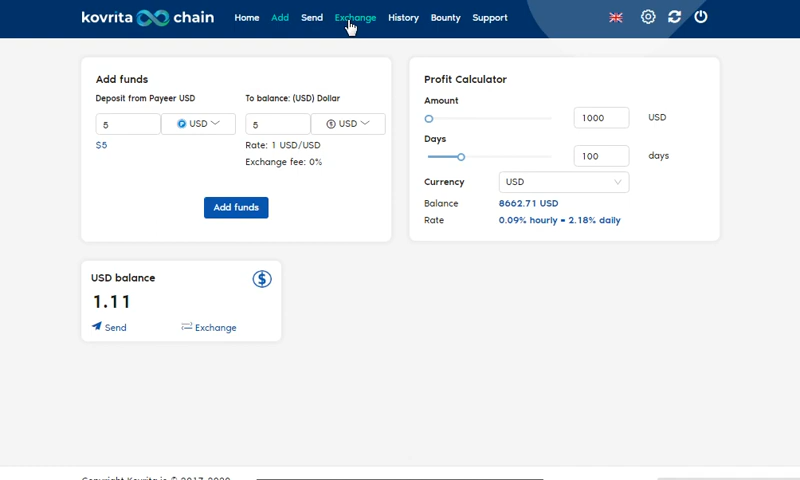 kovrita chain
Home Add Send Exchange History Bounty Support
Add funds
Deposit from Payeer USD
To balance: (USD) Dollar
5
USD
5
USD
$5
Rate: 1 USD/USD
Exchange fee: 0%
Add funds
Profit Calculator
Amount
1000 USD
Days
100 days
Currency USD
Balance 8662.71 USD
Rate 0.09% hourly = 2.18% daily
USD balance
1.11
Send Exchange